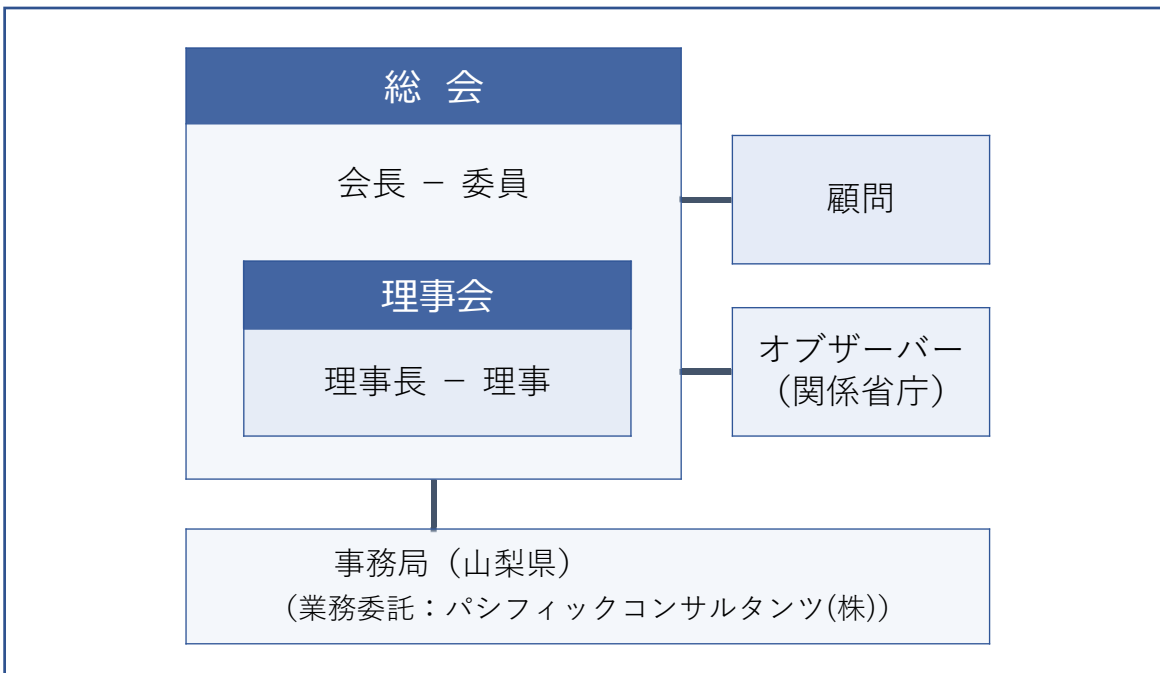 総 会
会長 － 委員
理事会
理事長 － 理事
顧問
オブザーバー
（関係省庁）
事務局（山梨県）
（業務委託：パシフィックコンサルタンツ(株)）